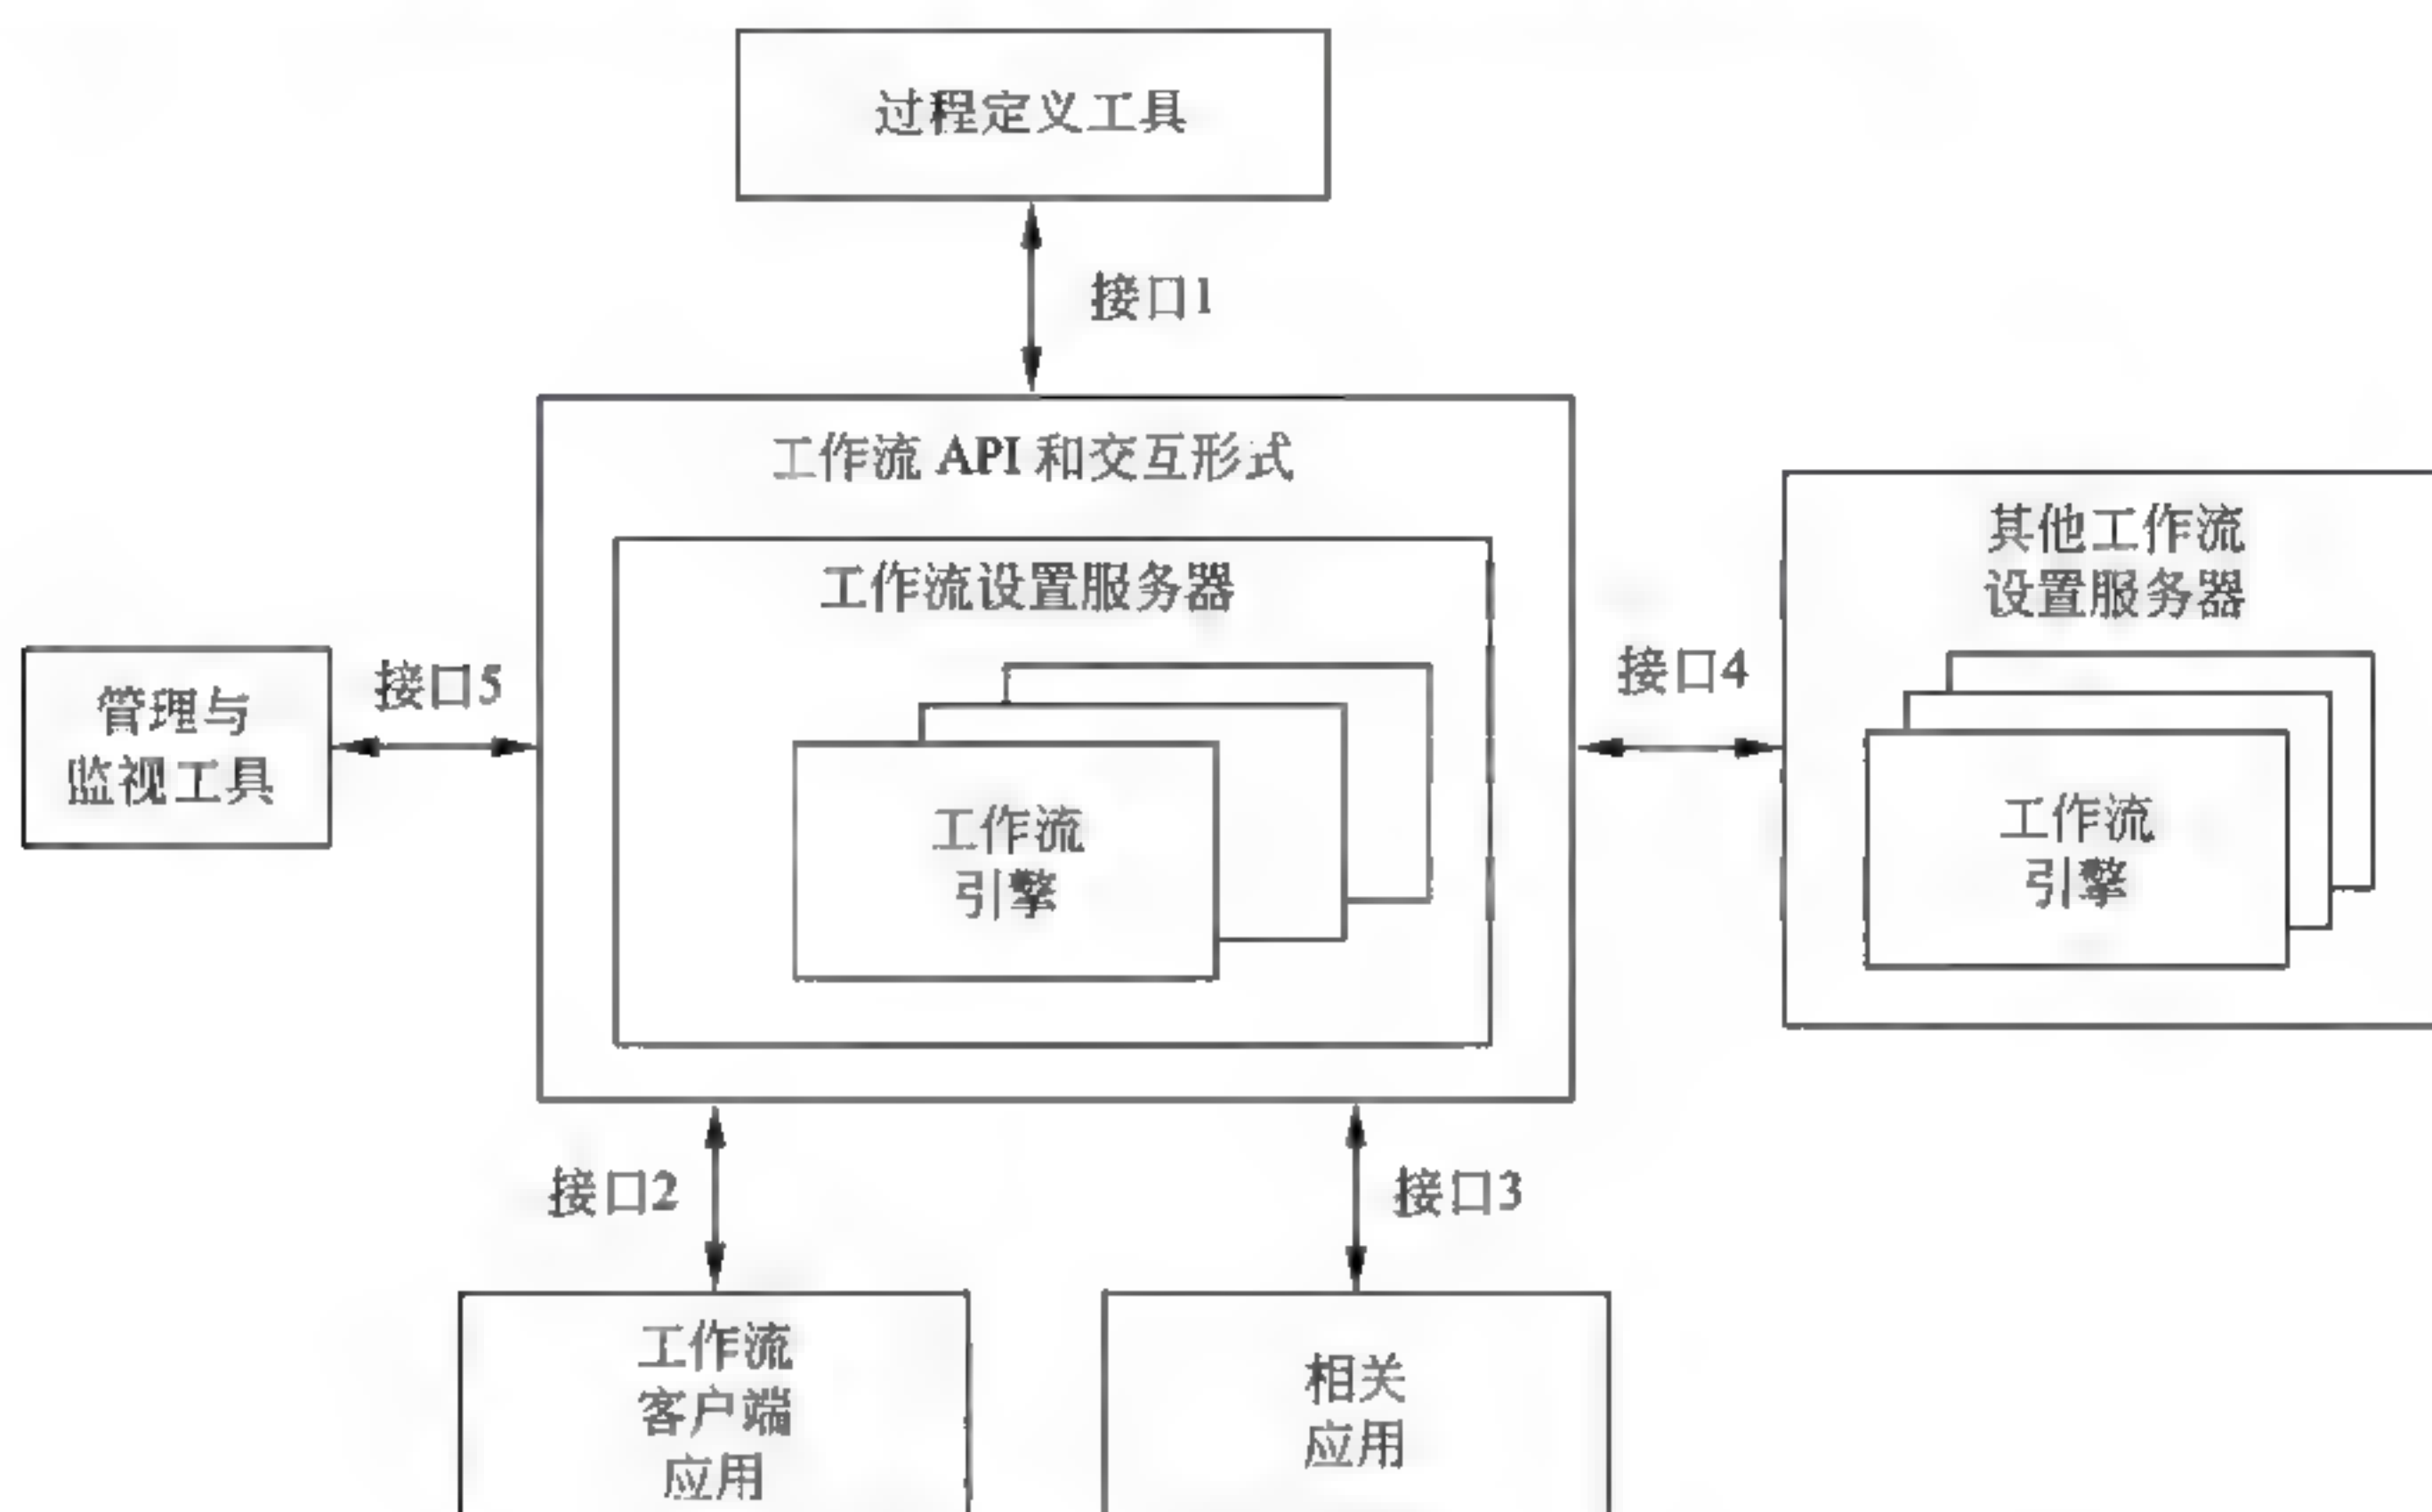 过程定义工具
接口1
工作流 API 和交互形式
工作流设置服务器
其他工作流
设置服务器
管理与
监视工具
接口5
接口4
工作流
引擎
工作流
引擎
接口2
接口3
工作流
客户端
应用
相关
应用